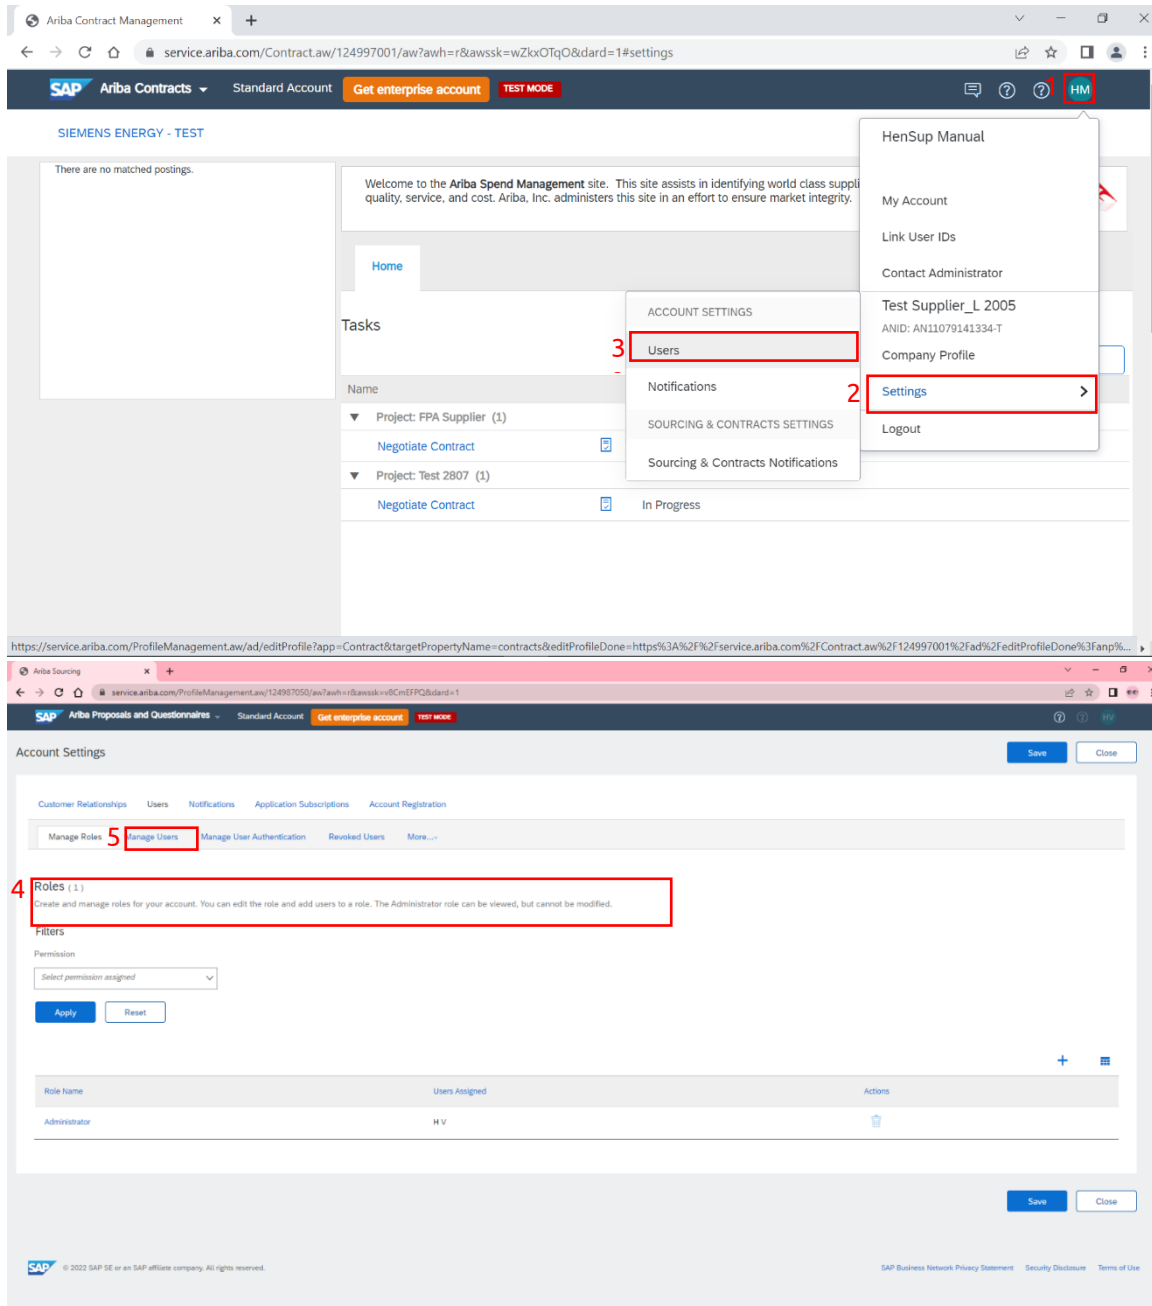 Ariba Contract Management
service.ariba.com/Contract.aw/124997001/aw?awh=r&awssk=wZkxOTqO&dard=1#settings
SAP Ariba Contracts Standard Account Get enterprise account TEST MODE 1 HM
SIEMENS ENERGY - TEST
HenSup Manual
There are no matched postings.
Welcome to the Ariba Spend Management site. This site assists in identifying world class suppli
quality, service, and cost. Ariba, Inc. administers this site in an effort to ensure market integrity.
My Account
Link User IDs
Home
Contact Administrator
ACCOUNT SETTINGS
Test Supplier_L 2005
ANID: AN11079141334-T
Tasks
3 Users
Company Profile
Name
Notifications
2 Settings
Project: FPA Supplier (1)
SOURCING & CONTRACTS SETTINGS
Logout
Negotiate Contract
Sourcing & Contracts Notifications
Project: Test 2807 (1)
Negotiate Contract In Progress
https://service.ariba.com/ProfileManagement.aw/ad/editProfile?app=Contract&targetPropertyName=contracts&editProfileDone=https%3A%2F%2Fservice.ariba.com%2FContract.aw%2F124997001%2Fad%2FeditProfileDone%3Fanp%...
Ariba Sourcing
service.ariba.com/ProfileManagement.aw/124987050/aw?awh=r&awssk=v8CmEFPQ&dard=1
SAP Ariba Proposals and Questionnaires Standard Account Get enterprise account TEST MODE HV
Account Settings Save Close
Customer Relationships Users Notifications Application Subscriptions Account Registration
Manage Roles 5 Manage Users Manage User Authentication Revoked Users More...
4 Roles (1)
Create and manage roles for your account. You can edit the role and add users to a role. The Administrator role can be viewed, but cannot be modified.
Filters
Permission
Select permission assigned
Apply Reset
Role Name Users Assigned Actions
Administrator H V
Save Close
SAP © 2022 SAP SE or an SAP affiliate company. All rights reserved. SAP Business Network Privacy Statement Security Disclosure Terms of Use